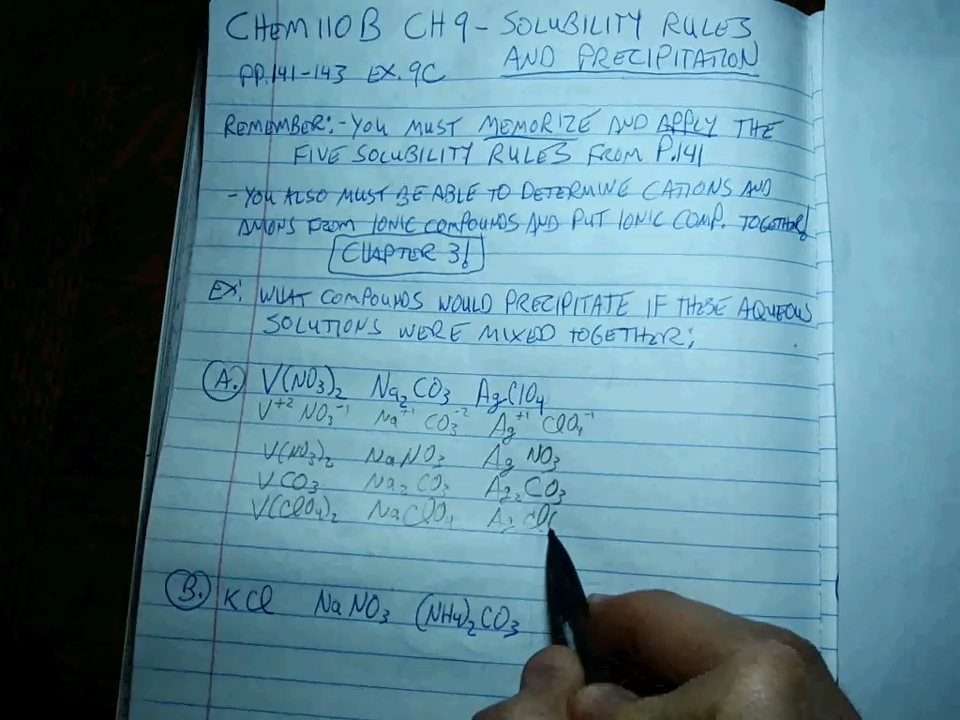 CHEM 110B CH 9 - SOLUBILITY RULES
AND PRECIPITATION
PP. 141-143 EX. 9C
REMEMBER: - YOU MUST MEMORIZE AND APPLY THE
FIVE SOLUBILITY RULES FROM P. 141
- YOU ALSO MUST BE ABLE TO DETERMINE CATIONS AND
ANIONS FROM IONIC COMPOUNDS AND PUT IONIC COMP. TOGETHER!
CHAPTER 3!
EX: WHAT COMPOUNDS WOULD PRECIPITATE IF THESE AQUEOUS
SOLUTIONS WERE MIXED TOGETHER:
A. V(NO3)2 Na2CO3 AgClO4
V+2 NO3-1 Na+1 CO3-2 Ag+1 ClO4-1
V(NO3)2 NaNO3 AgNO3
VCO3 Na2CO3 Ag2CO3
V(ClO4)2 NaClO4 Ag ClO
B. KCl NaNO3 (NH4)2CO3